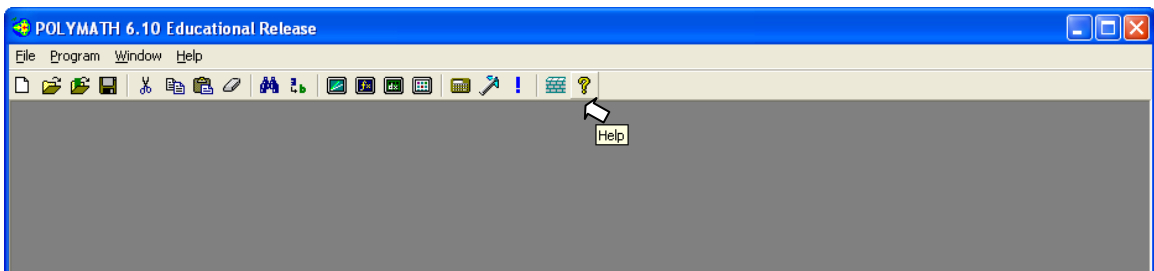 POLYMATH 6.10 Educational Release
File Program Window Help
Help